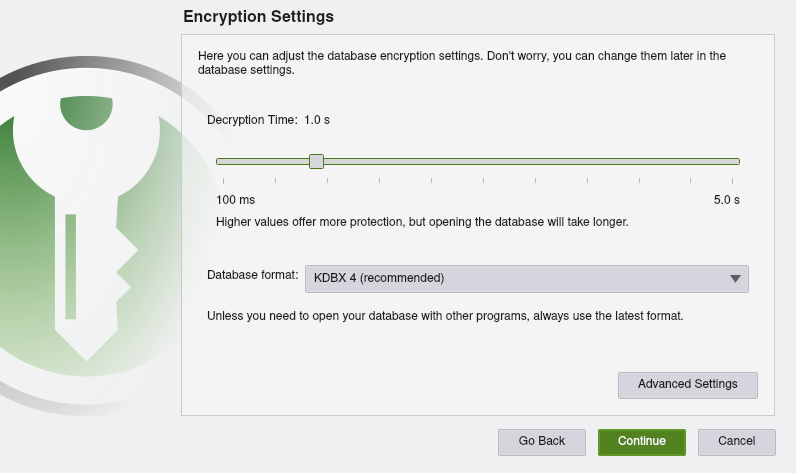 Encryption Settings
Here you can adjust the database encryption settings. Don't worry, you can change them later in the
database settings.
Decryption Time: 1.0 s
100 ms 5.0 s
Higher values offer more protection, but opening the database will take longer.
Database format: KDBX 4 (recommended)
Unless you need to open your database with other programs, always use the latest format.
Advanced Settings
Go Back Continue Cancel